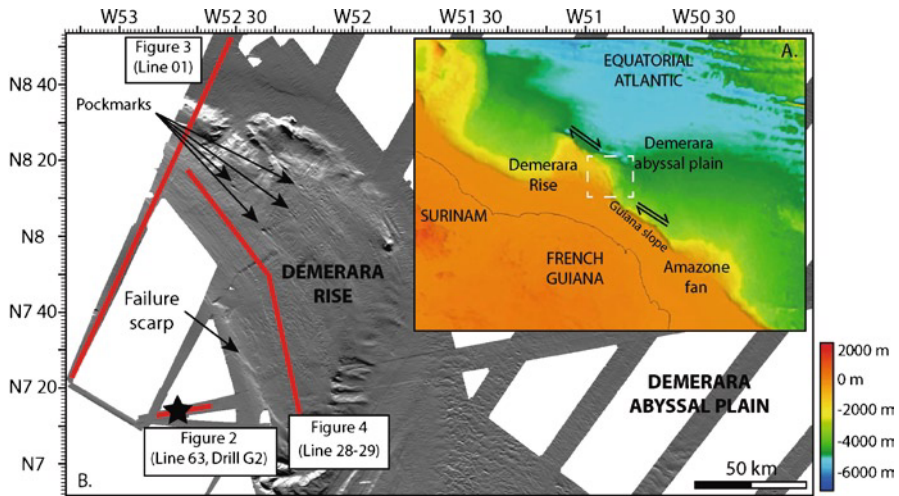 W53 W52 30 W52 W51 30 W51 W50 30
N8 40
N8 20
N8
N7 40
N7 20
N7
Figure 3
(Line 01)
Pockmarks
DEMERARA
RISE
Failure
scarp
Figure 2
(Line 63, Drill G2)
Figure 4
(Line 28-29)
B.
A.
EQUATORIAL
ATLANTIC
Demerara
abyssal plain
Demerara
Rise
SURINAM
Guiana slope
FRENCH
GUIANA
Amazone
fan
DEMERARA
ABYSSAL PLAIN
50 km
2000 m
0 m
-2000 m
-4000 m
-6000 m